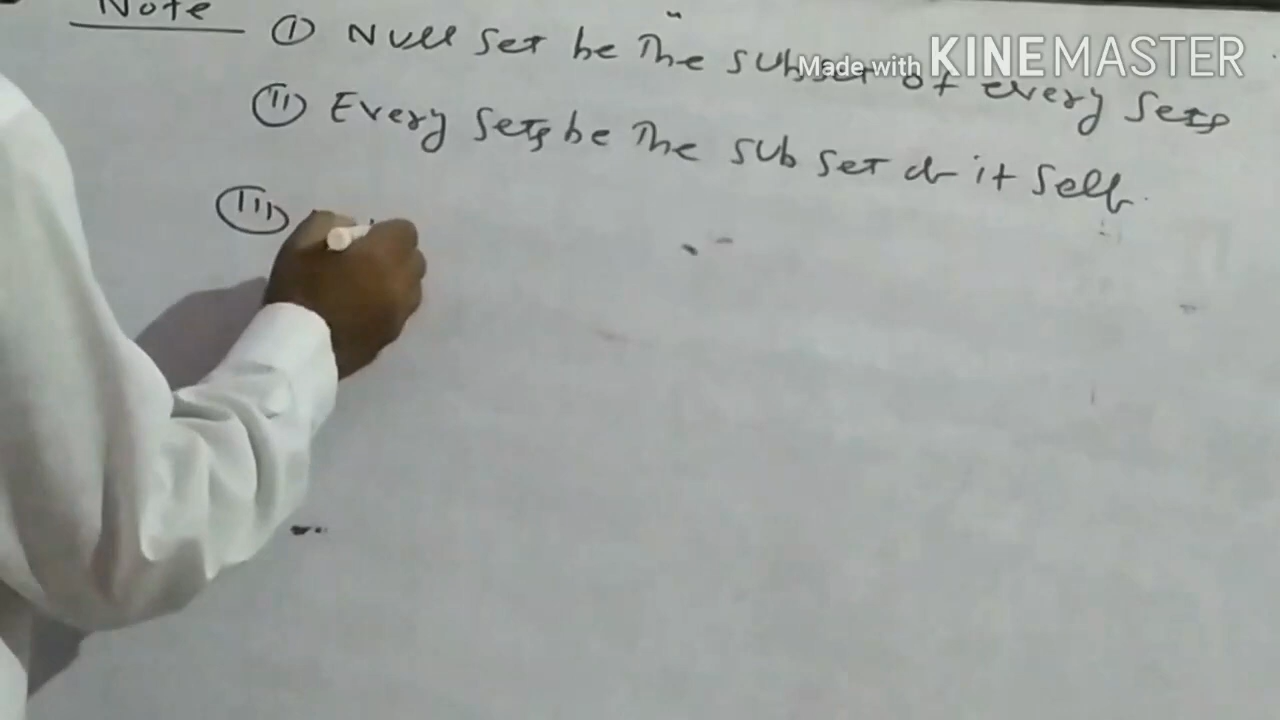 Note
(i) Null set be The subset of every sets
(ii) Every sets be The sub set of it self.
(iii)
Made with KINEMASTER